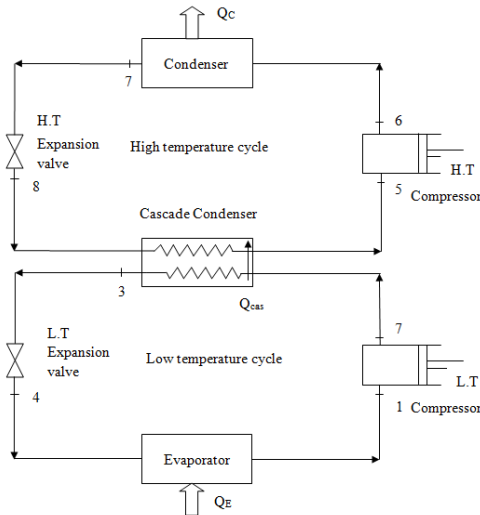 QC
Condenser
7
6
H.T
Expansion
valve
High temperature cycle
H.T
8
5
Compressor
Cascade Condenser
3
Qcas
7
L.T
Expansion
valve
Low temperature cycle
L.T
4
1
Compressor
Evaporator
QE